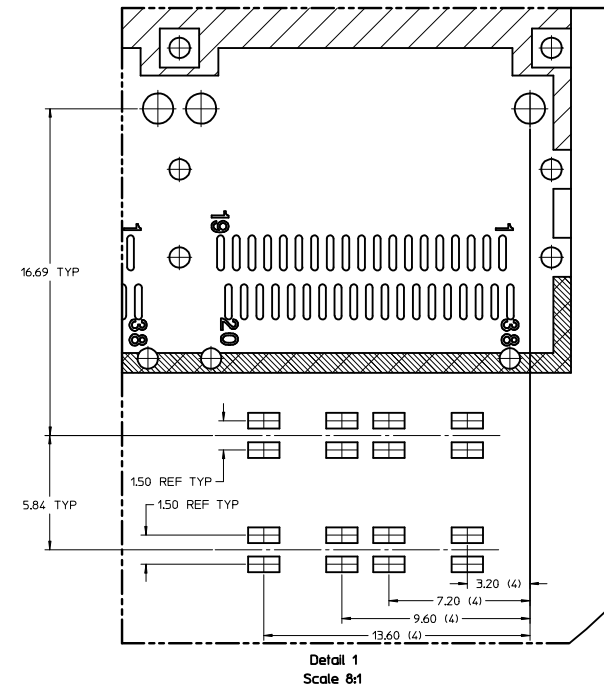 19
1
1
16.69 TYP
38
20
38
1.50 REF TYP
5.84 TYP
1.50 REF TYP
3.20 (4)
7.20 (4)
9.60 (4)
13.60 (4)
Detail 1
Scale 8:1